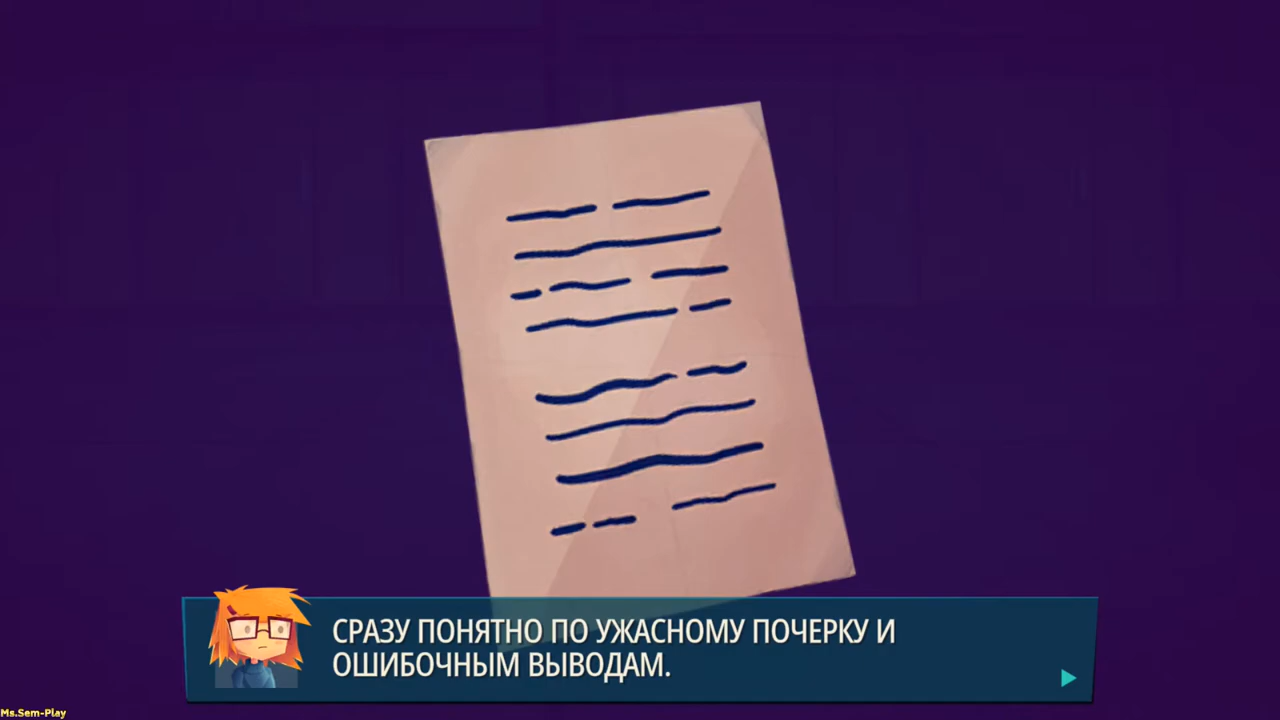 СРАЗУ ПОНЯТНО ПО УЖАСНОМУ ПОЧЕРКУ И
ОШИБОЧНЫМ ВЫВОДАМ.
Ms.Sem-Play